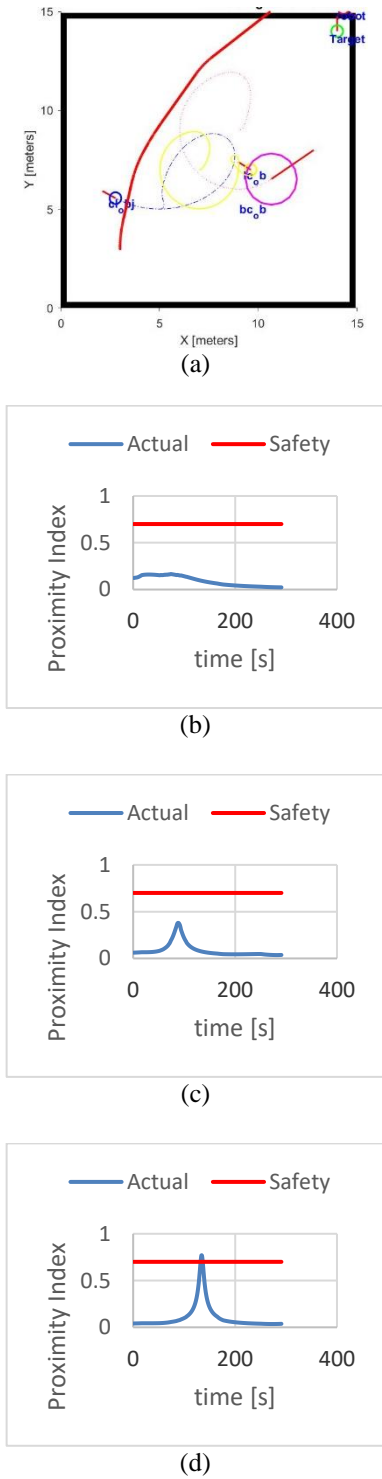 15
Target
10
Y [meters]
5
bc_ob
0
0 5 10 15
X [meters]
(a)
Actual Safety
1
0.5
0
Proximity Index
0 200 400
time [s]
(b)
Actual Safety
1
0.5
0
Proximity Index
0 200 400
time [s]
(c)
Actual Safety
1
0.5
0
Proximity Index
0 200 400
time [s]
(d)